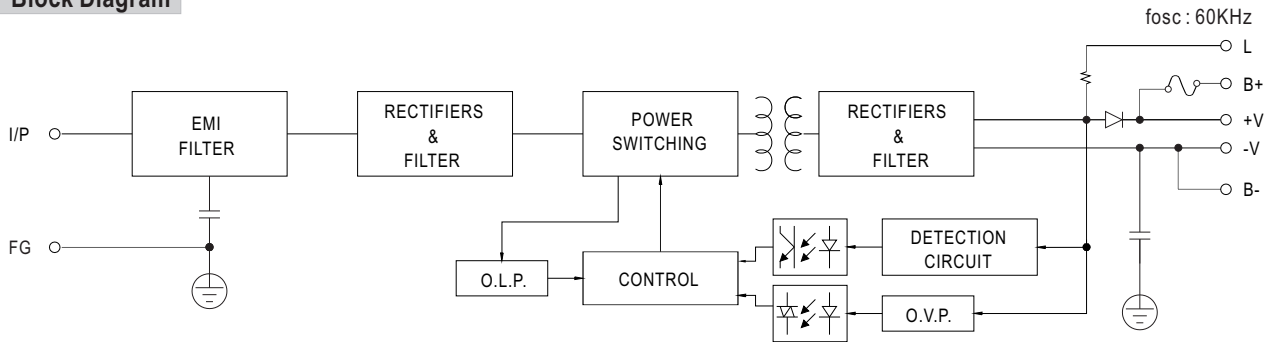 Block Diagram
fosc : 60KHz
L
B+
I/P
EMI
FILTER
RECTIFIERS
&
FILTER
POWER
SWITCHING
RECTIFIERS
&
FILTER
+V
-V
B-
FG
O.L.P.
CONTROL
DETECTION
CIRCUIT
O.V.P.